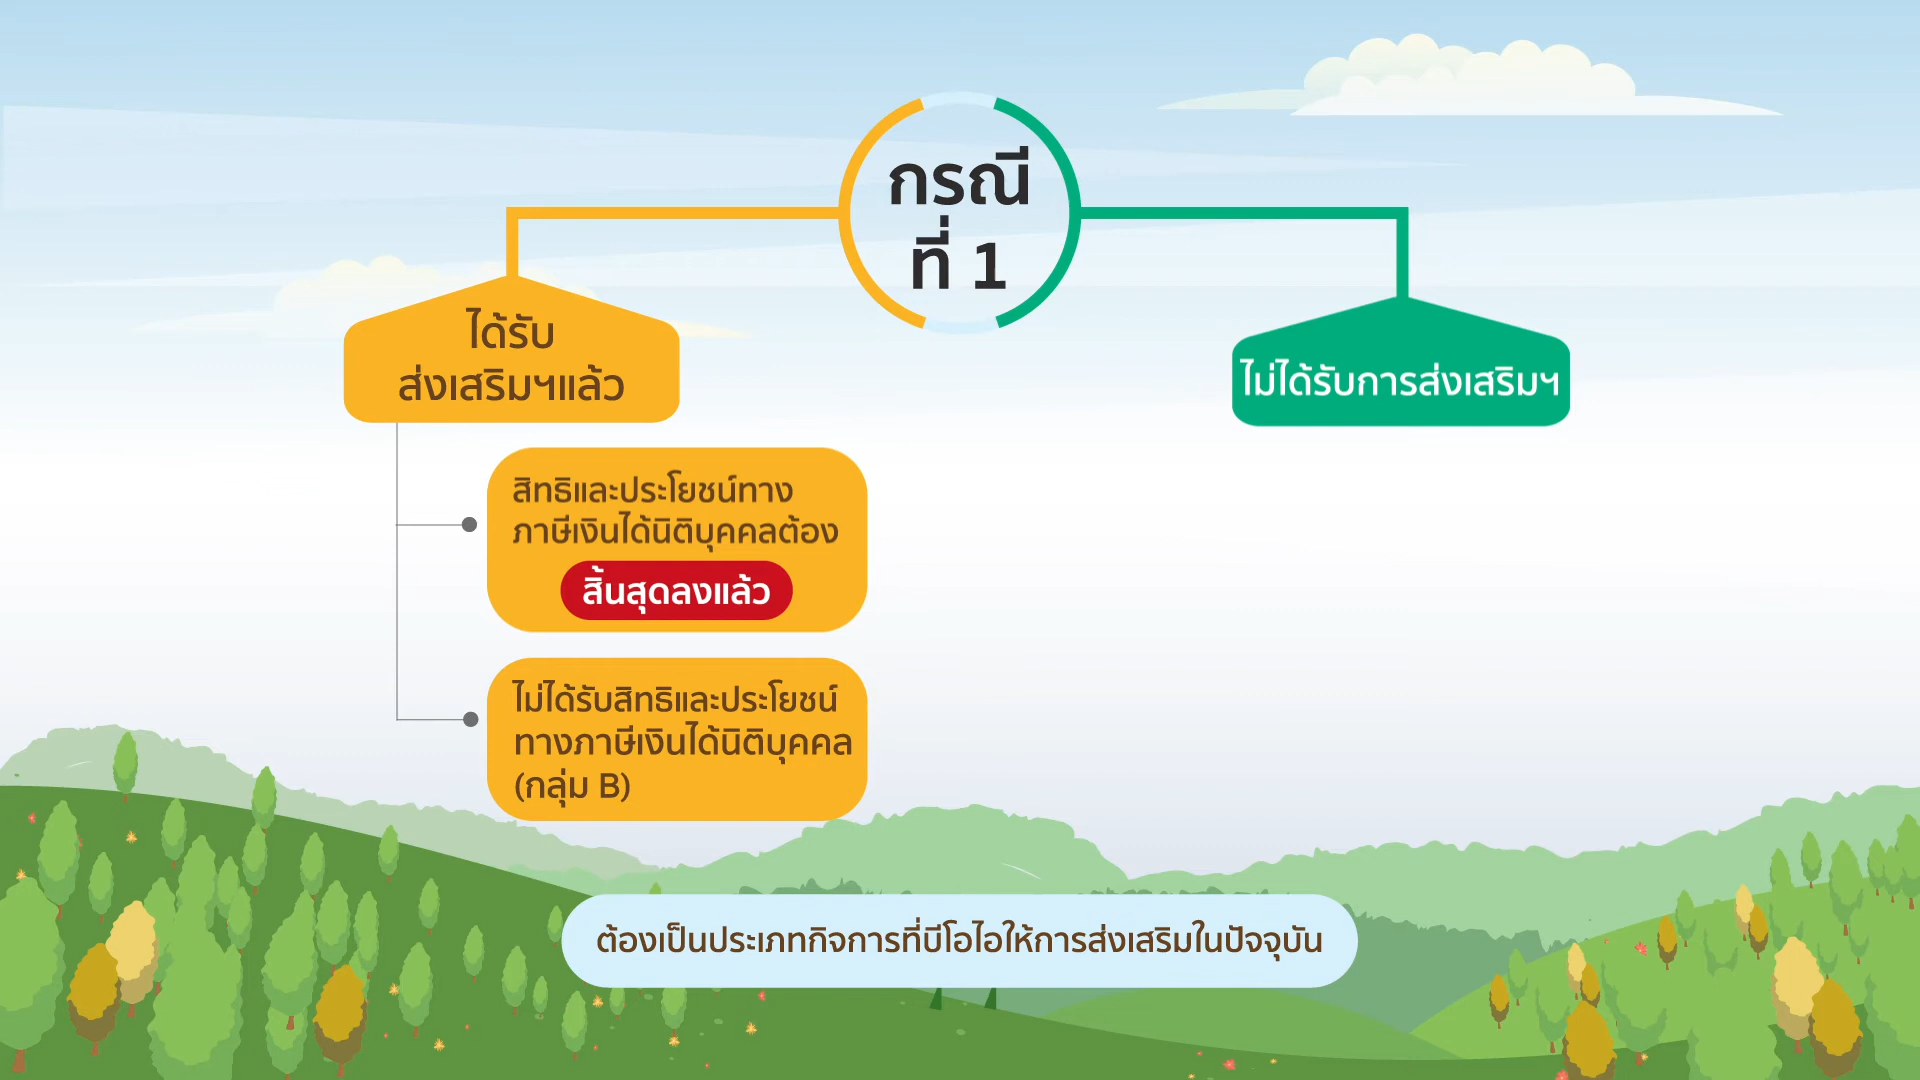 กรณี
ที่ 1
ได้รับ
ส่งเสริมฯแล้ว
สิทธิและประโยชน์ทาง
ภาษีเงินได้นิติบุคคลต้อง
สิ้นสุดลงแล้ว
ไม่ได้รับสิทธิและประโยชน์
ทางภาษีเงินได้นิติบุคคล
(กลุ่ม B)
ไม่ได้รับการส่งเสริมฯ
ต้องเป็นประเภทกิจการที่บีโอไอให้การส่งเสริมในปัจจุบัน